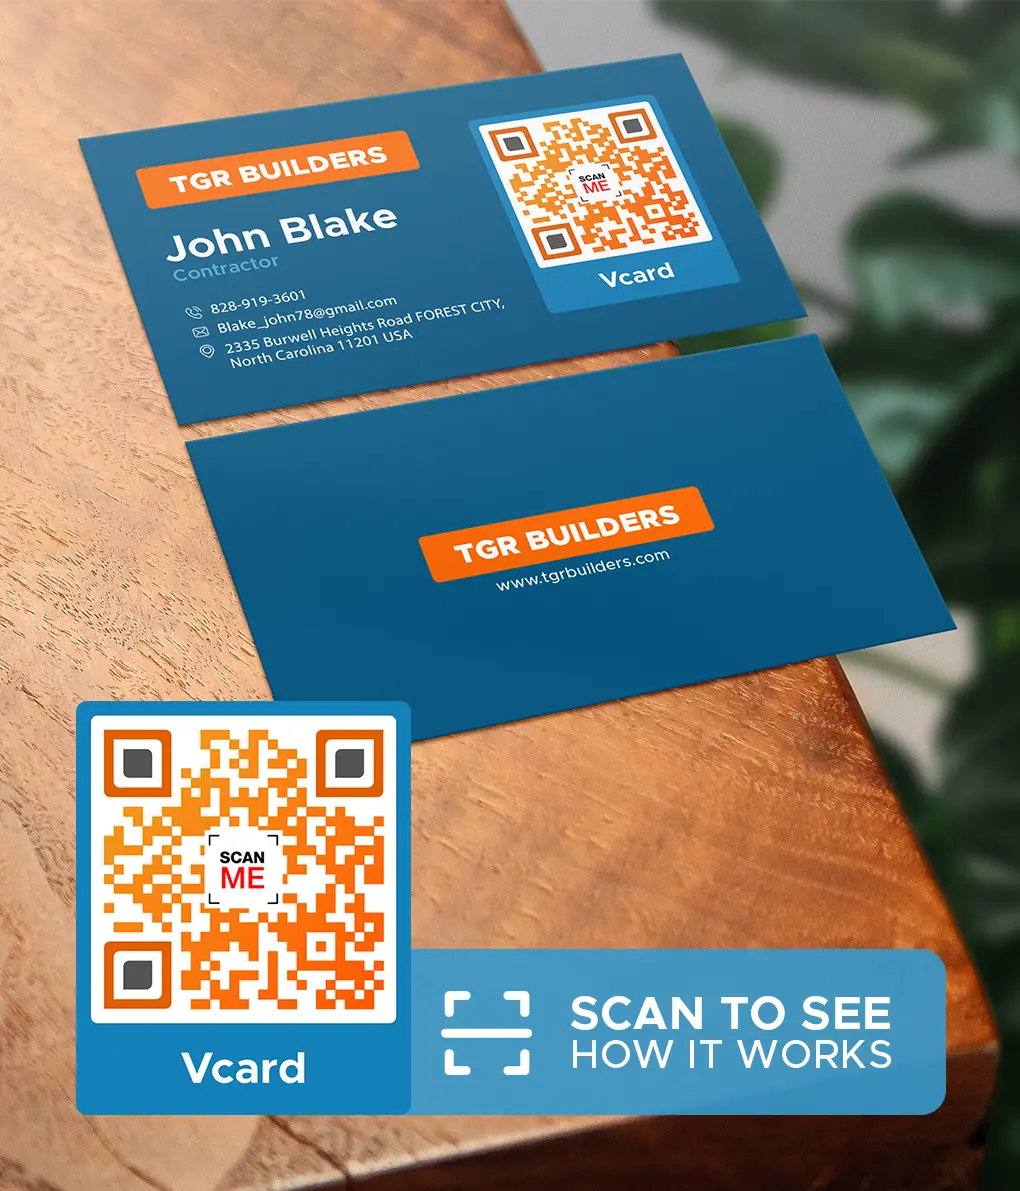 TGR BUILDERS
John Blake
Contractor
828-919-3601
Blake_john78@gmail.com
2335 Burwell Heights Road FOREST CITY,
North Carolina 11201 USA
SCAN
ME
Vcard
TGR BUILDERS
www.tgrbuilders.com
SCAN
ME
Vcard
SCAN TO SEE
HOW IT WORKS